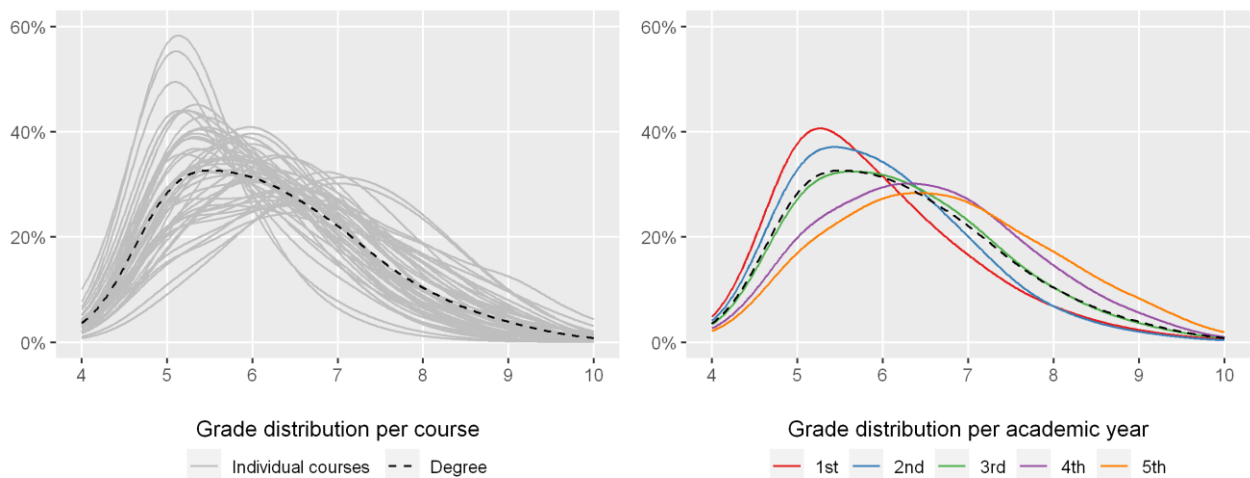 60%
40%
20%
0%
4 5 6 7 8 9 10
Grade distribution per course
Individual courses Degree
60%
40%
20%
0%
4 5 6 7 8 9 10
Grade distribution per academic year
1st 2nd 3rd 4th 5th